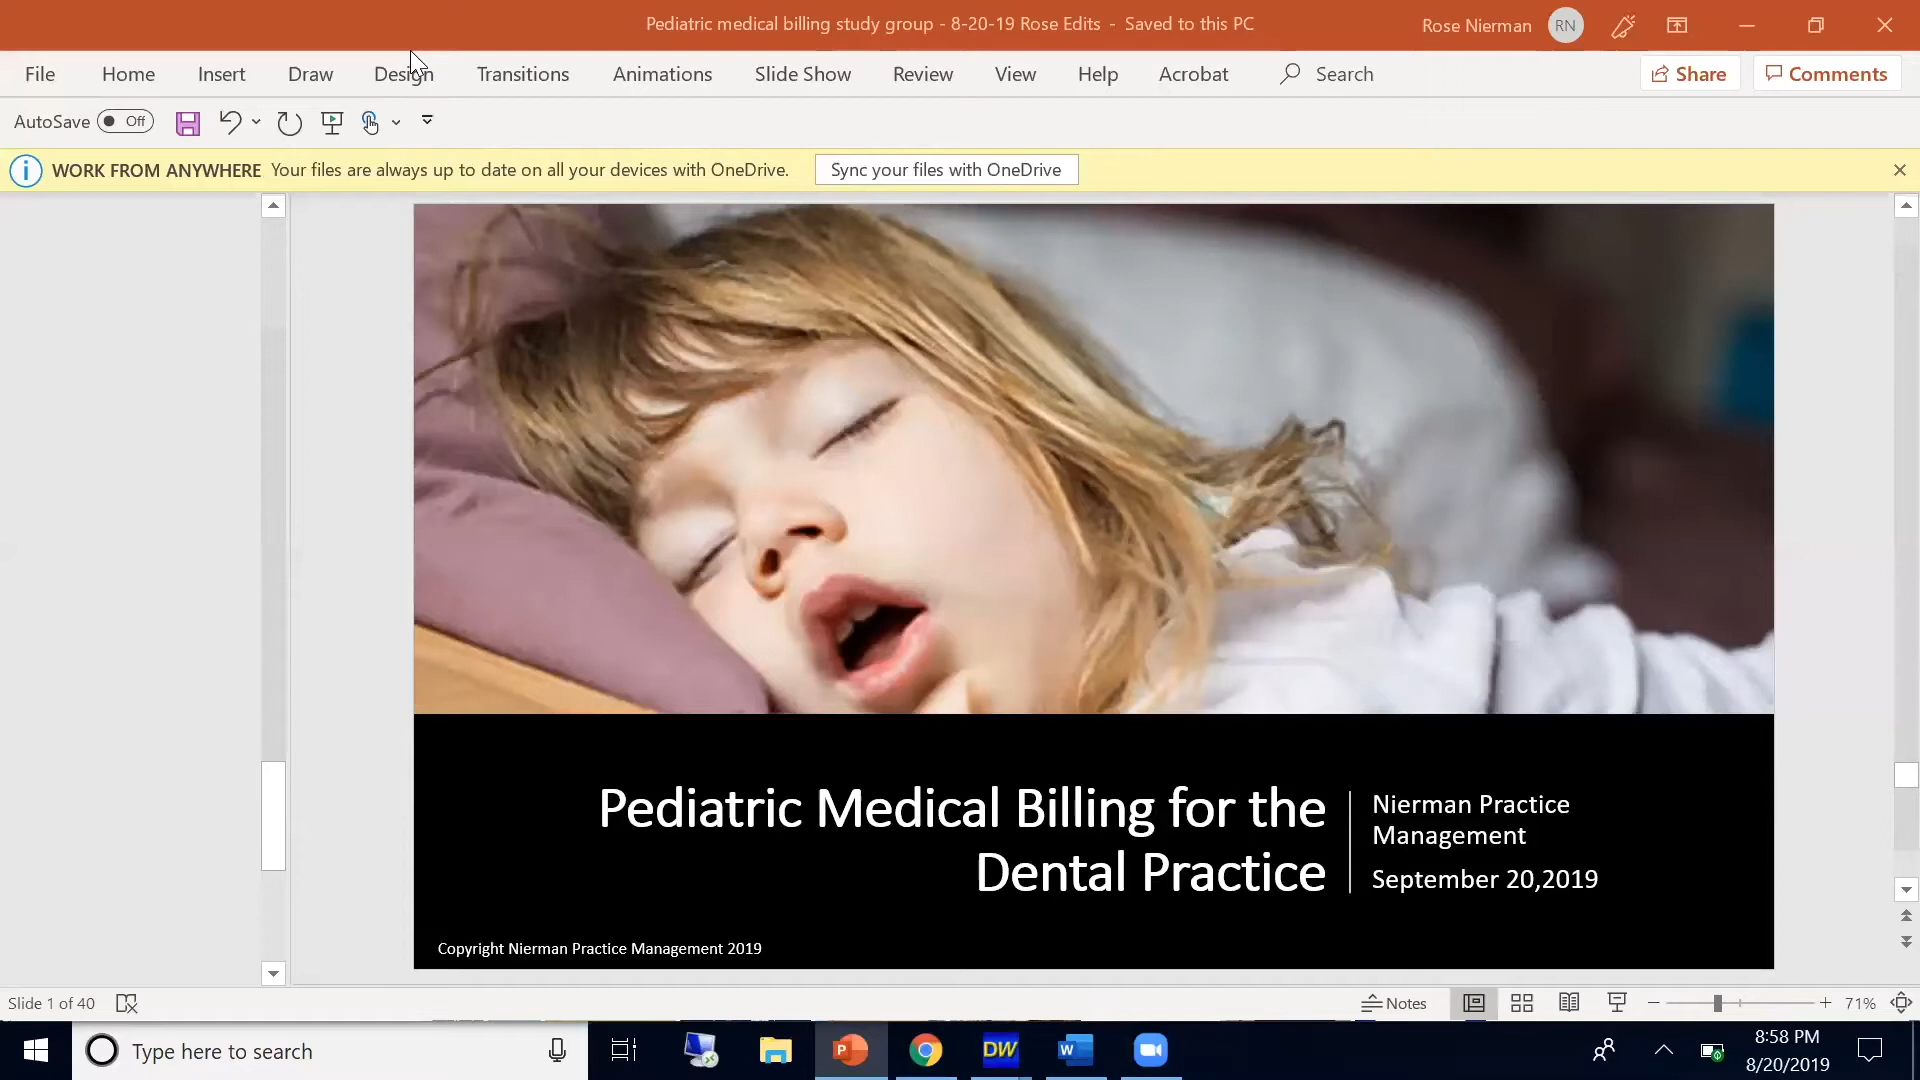 Pediatric medical billing study group - 8-20-19 Rose Edits - Saved to this PC
Rose Nierman RN
File Home Insert Draw Design Transitions Animations Slide Show Review View Help Acrobat Search Share Comments
AutoSave Off
WORK FROM ANYWHERE Your files are always up to date on all your devices with OneDrive. Sync your files with OneDrive
Pediatric Medical Billing for the
Dental Practice
Nierman Practice
Management
September 20,2019
Copyright Nierman Practice Management 2019
Slide 1 of 40 Notes 71%
Type here to search
DW
8:58 PM
8/20/2019